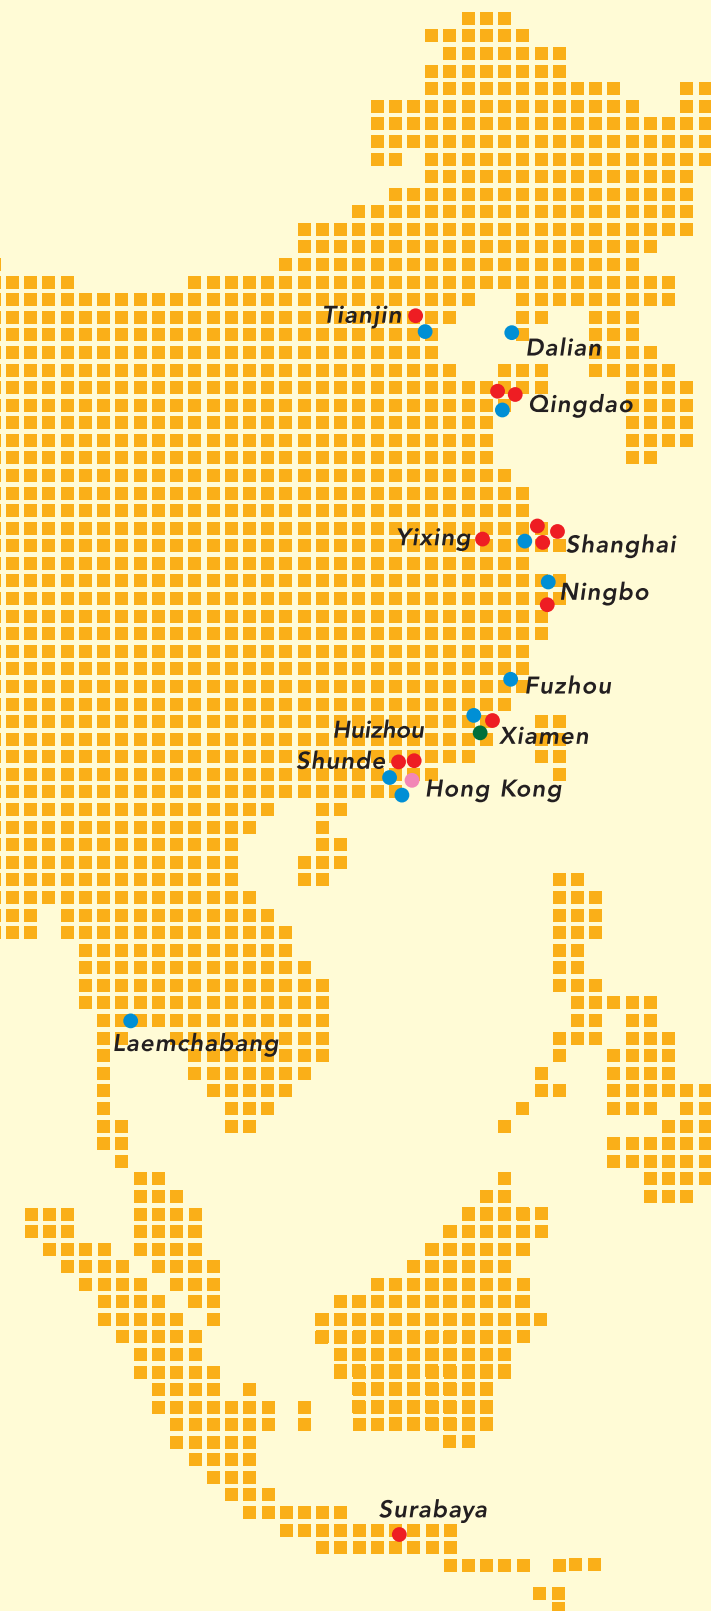 Tianjin
Dalian
Qingdao
Yixing
Shanghai
Ningbo
Fuzhou
Huizhou
Xiamen
Shunde
Hong Kong
Laemchabang
Surabaya